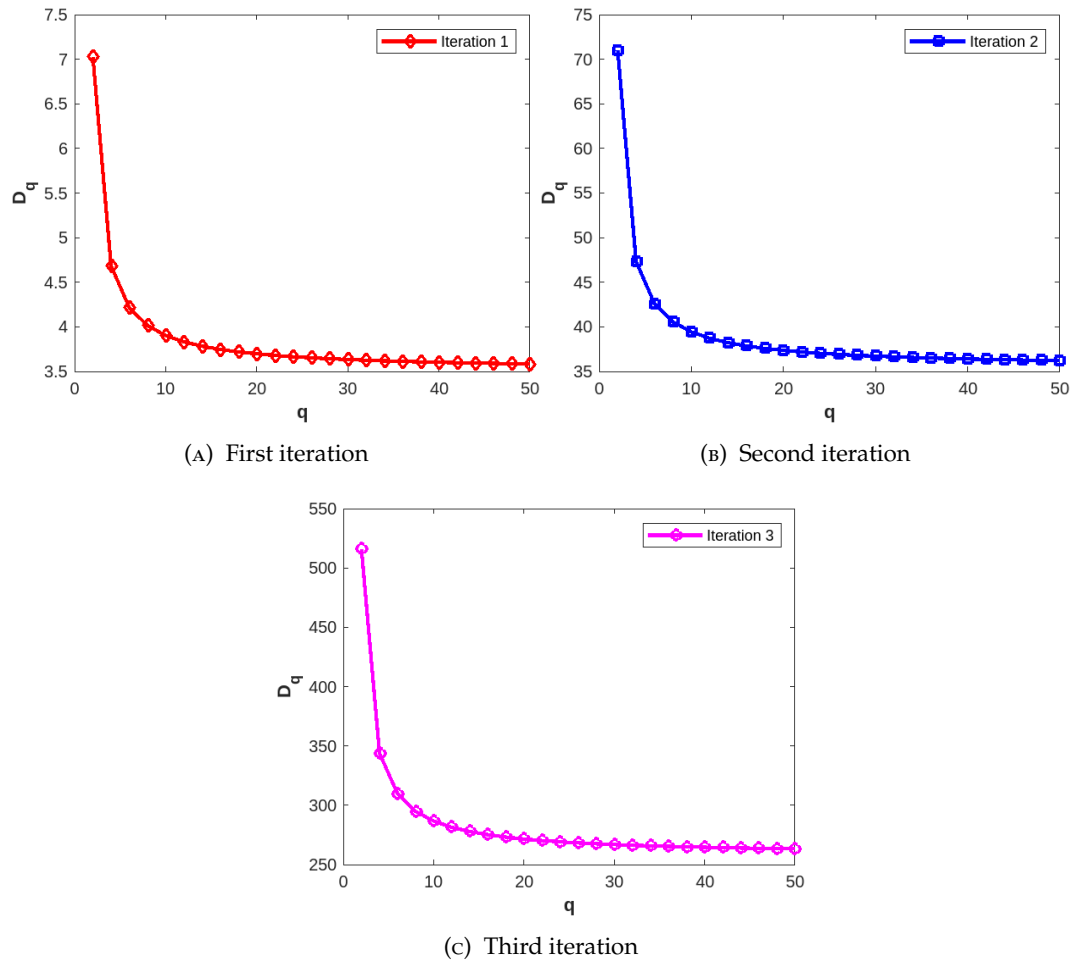 7.5
7
6.5
6
5.5
5
4.5
4
3.5
0 10 20 30 40 50
D_q
q
Iteration 1
(A) First iteration
75
70
65
60
55
50
45
40
35
0 10 20 30 40 50
D_q
q
Iteration 2
(B) Second iteration
550
500
450
400
350
300
250
0 10 20 30 40 50
D_q
q
Iteration 3
(C) Third iteration